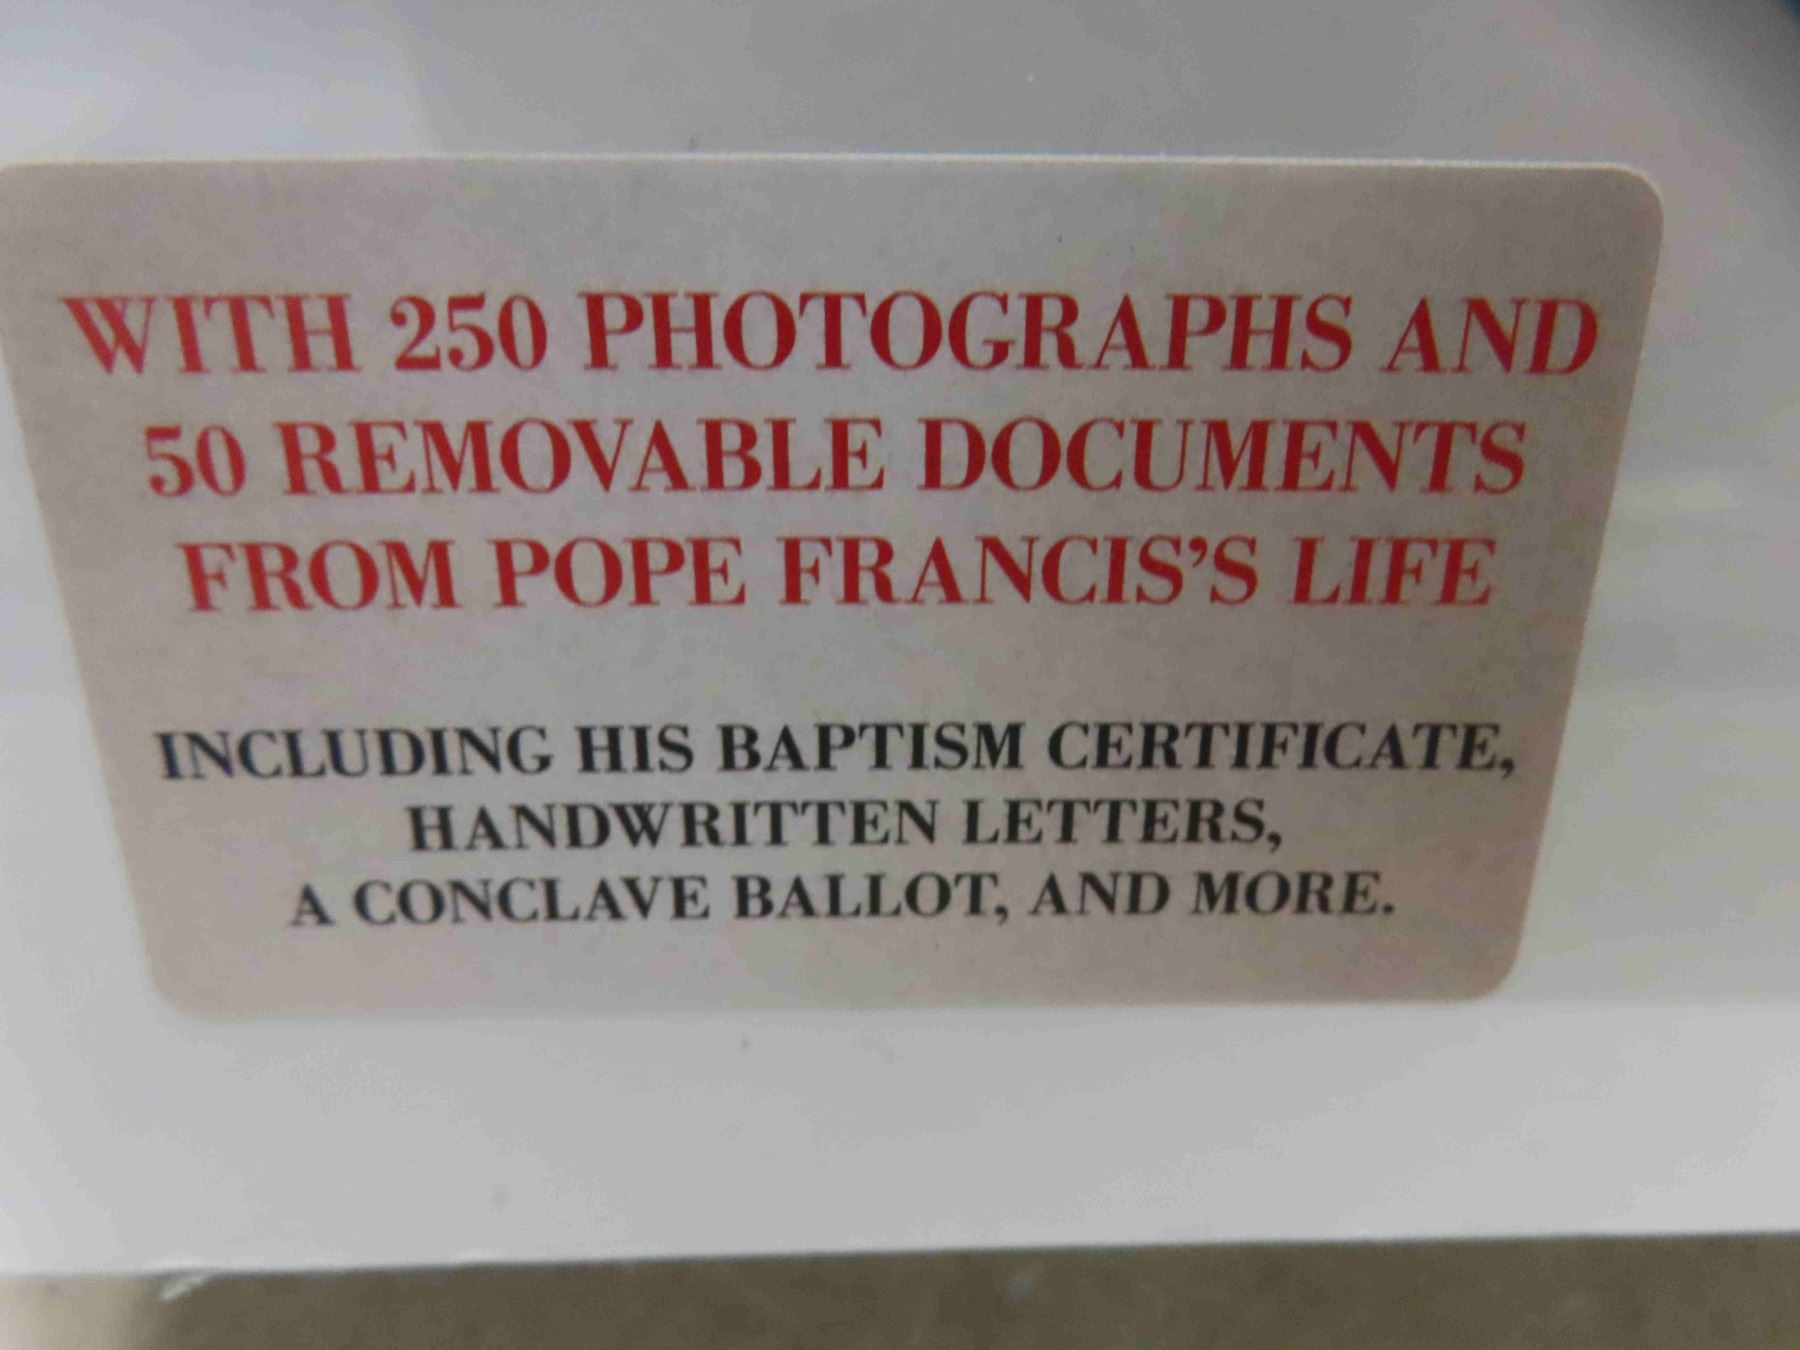 WITH 250 PHOTOGRAPHS AND
50 REMOVABLE DOCUMENTS
FROM POPE FRANCIS’S LIFE
INCLUDING HIS BAPTISM CERTIFICATE,
HANDWRITTEN LETTERS,
A CONCLAVE BALLOT, AND MORE.